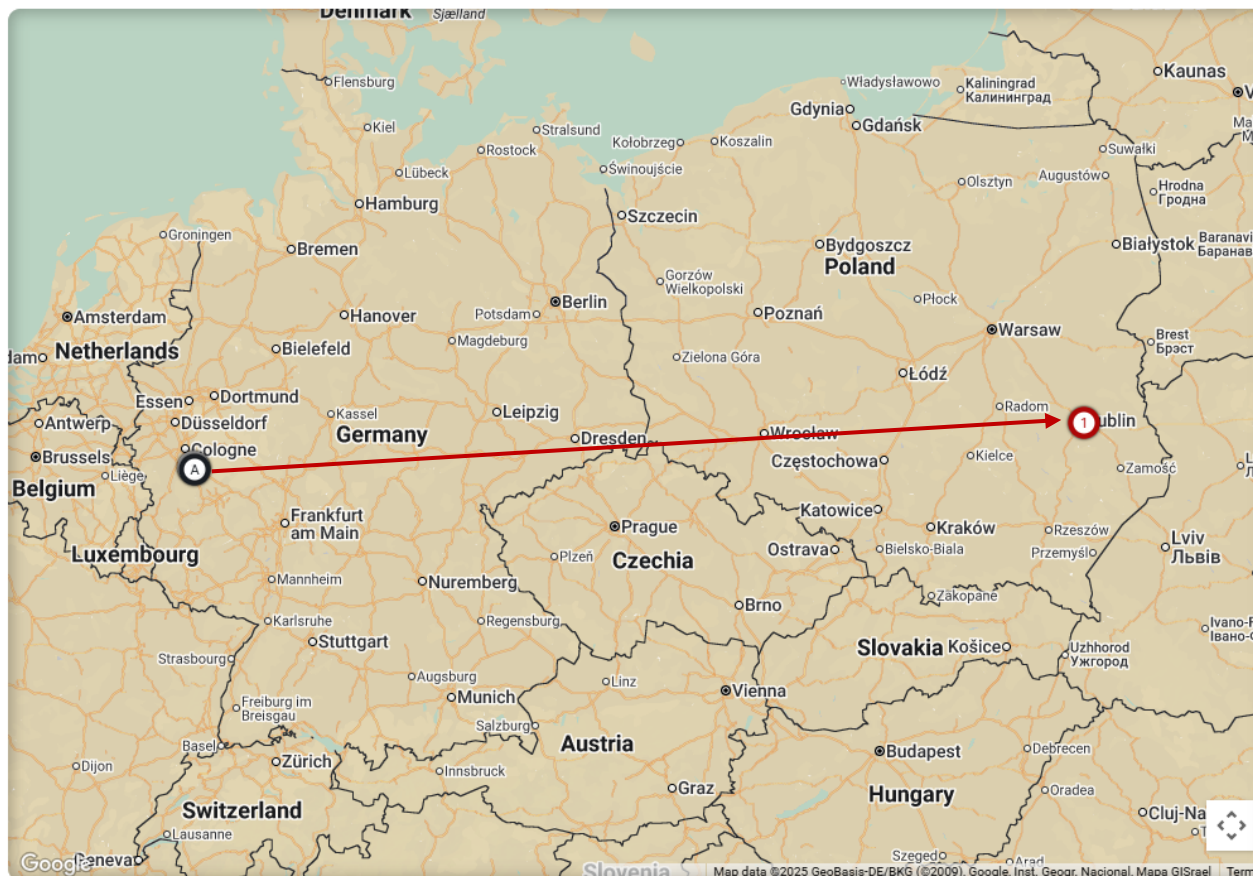 Denmark
Sjælland
Flensburg
Kiel
Stralsund
Rostock
Lübeck
Hamburg
Groningen
Bremen
Władysławowo
Kaliningrad
Калининград
Kaunas
Gdynia
Gdańsk
Kołobrzeg
Koszalin
Świnoujście
Suwałki
Augustów
Olsztyn
Hrodna
Гродна
Szczecin
Bydgoszcz
Poland
Białystok
Baranavi
Баранав
Gorzów
Wielkopolski
Płock
Berlin
Potsdam
Amsterdam
Hanover
Magdeburg
Poznań
Warsaw
Brest
Брэст
Netherlands
Bielefeld
Zielona Góra
Łódź
Essen
Dortmund
Kassel
Leipzig
Radom
Antwerp
Düsseldorf
Germany
Dresden
Wrocław
1
ublin
Cologne
A
Brussels
Liège
Belgium
Częstochowa
Kielce
Zamość
Frankfurt
am Main
Prague
Katowice
Kraków
Rzeszów
Lviv
Львів
Luxembourg
Plzeň
Czechia
Ostrava
Bielsko-Biala
Przemyśl
Mannheim
Nuremberg
Brno
Zakopane
Karlsruhe
Regensburg
Stuttgart
Slovakia
Košice
Uzhhorod
Ужгород
Ivano-F
Івано-Ф
Strasbourg
Augsburg
Linz
Vienna
Munich
Freiburg im
Breisgau
Salzburg
Basel
Austria
Budapest
Debrecen
Dijon
Zürich
Innsbruck
Graz
Hungary
Oradea
Switzerland
Cluj-Na
Lausanne
Geneva
Google
Slovenia
Szeged
Arad
Map data ©2025 GeoBasis-DE/BKG (©2009), Google, Inst. Geogr. Nacional, Mapa GISrael
Term